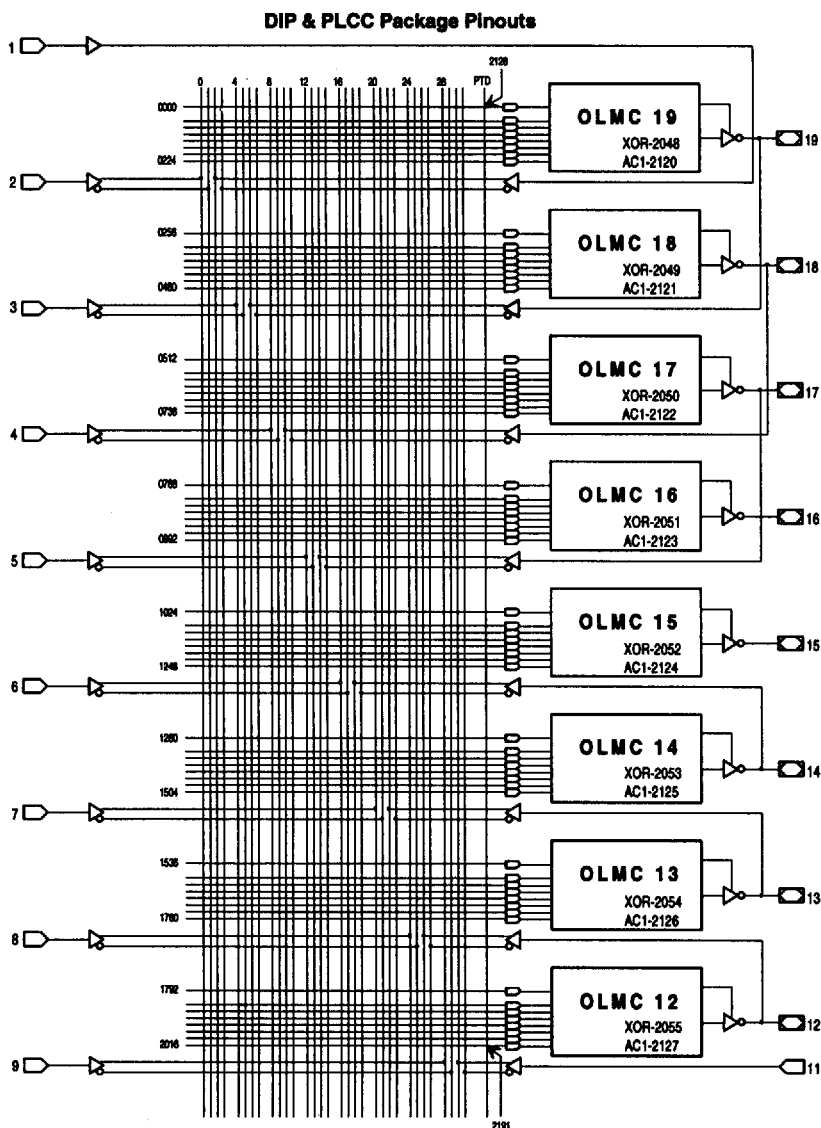 DIP & PLCC Package Pinouts
1
2128
0 4 8 12 16 20 24 28 PTD
0000
OLMC 19
XOR-2048
AC1-2120
19
0224
2
0256
OLMC 18
XOR-2049
AC1-2121
18
0480
3
0512
OLMC 17
XOR-2050
AC1-2122
17
0736
4
0768
OLMC 16
XOR-2051
AC1-2123
16
0992
5
1024
OLMC 15
XOR-2052
AC1-2124
15
1248
6
1280
OLMC 14
XOR-2053
AC1-2125
14
1504
7
1536
OLMC 13
XOR-2054
AC1-2126
13
1760
8
1792
OLMC 12
XOR-2055
AC1-2127
12
2016
9
11
2191